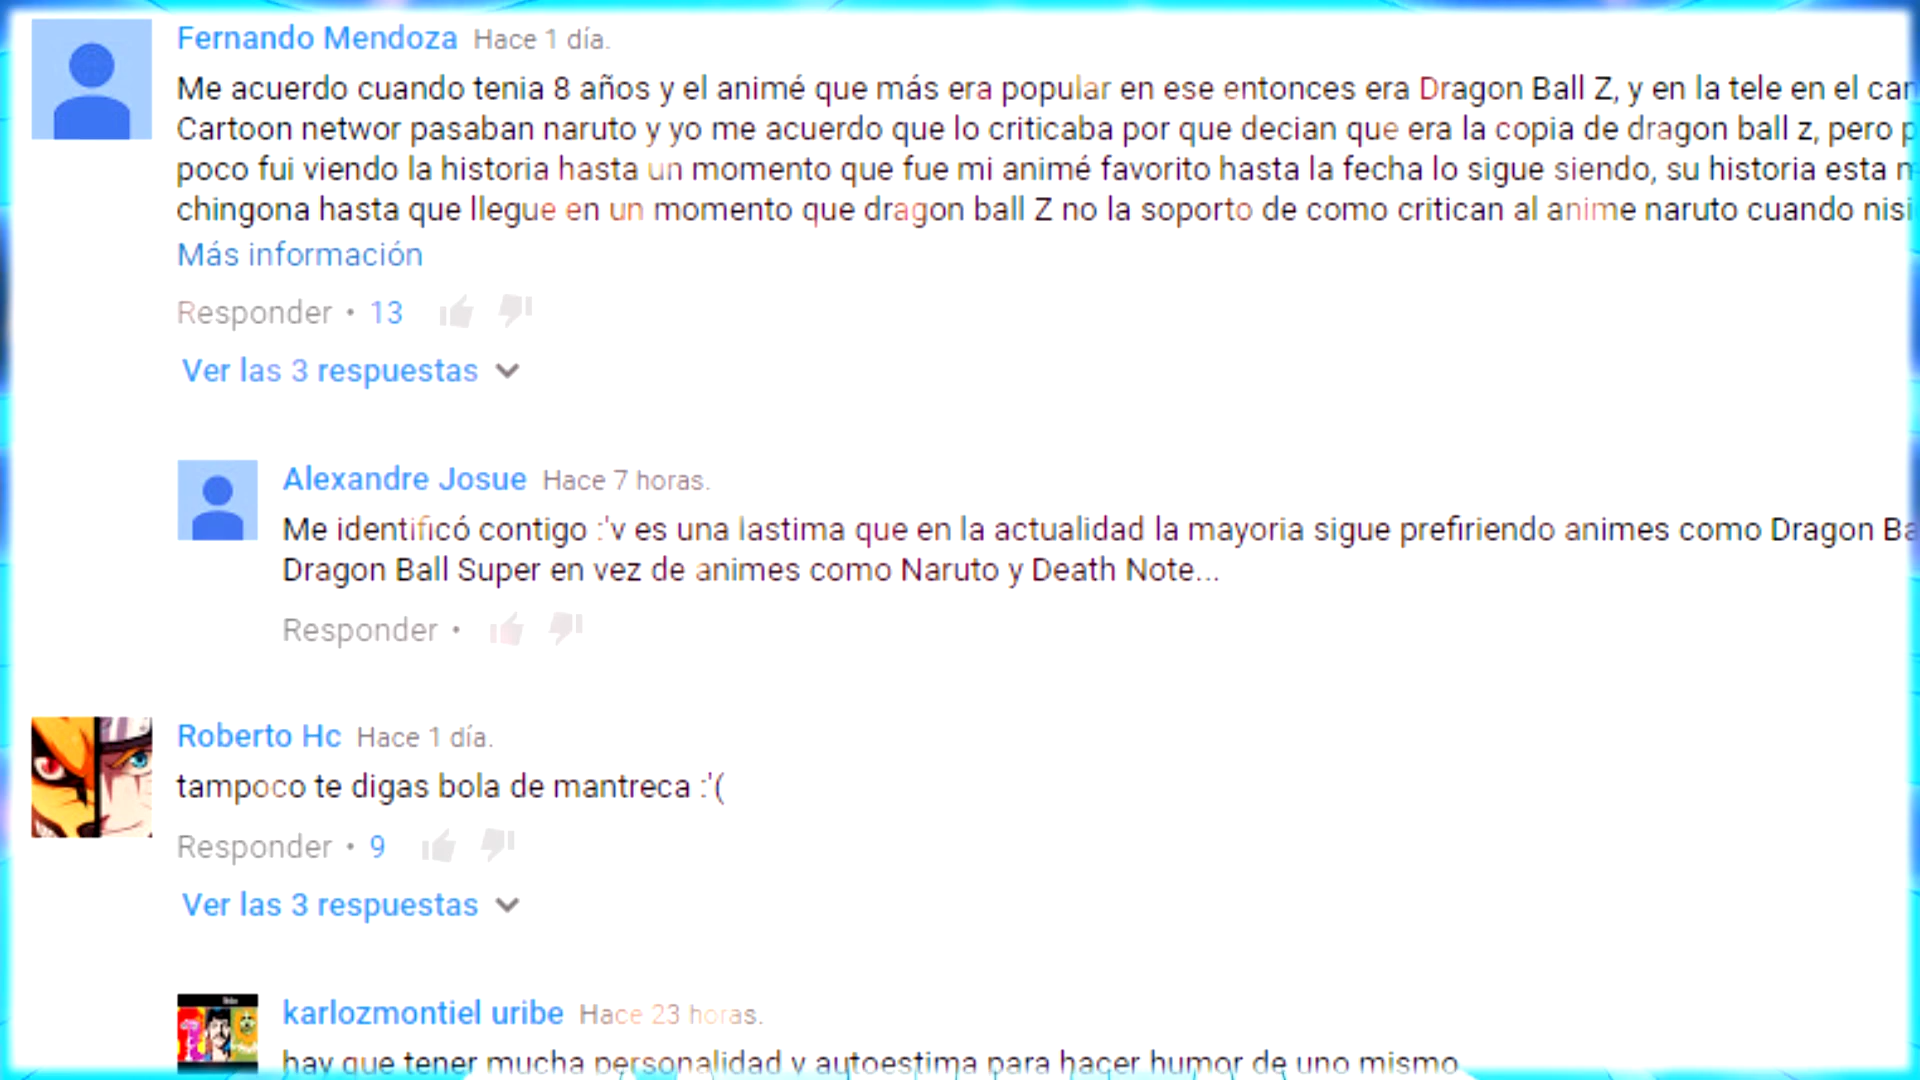 Fernando Mendoza Hace 1 día.
Me acuerdo cuando tenia 8 años y el animé que más era popular en ese entonces era Dragon Ball Z, y en la tele en el
Cartoon networ pasaban naruto y yo me acuerdo que lo criticaba por que decian que era la copia de dragon ball z, pero
poco fui viendo la historia hasta un momento que fue mi animé favorito hasta la fecha lo sigue siendo, su historia esta
chingona hasta que llegue en un momento que dragon ball Z no la soporto de como critican al anime naruto cuando
Más información
Responder • 13
Ver las 3 respuestas
Alexandre Josue Hace 7 horas.
Me identificó contigo :'v es una lastima que en la actualidad la mayoria sigue prefiriendo animes como Dragon
Dragon Ball Super en vez de animes como Naruto y Death Note...
Responder •
Roberto Hc Hace 1 día.
tampoco te digas bola de mantreca :'(
Responder • 9
Ver las 3 respuestas
karlozmontiel uribe Hace 23 horas.
hay que tener mucha personalidad y autoestima para hacer humor de uno mismo